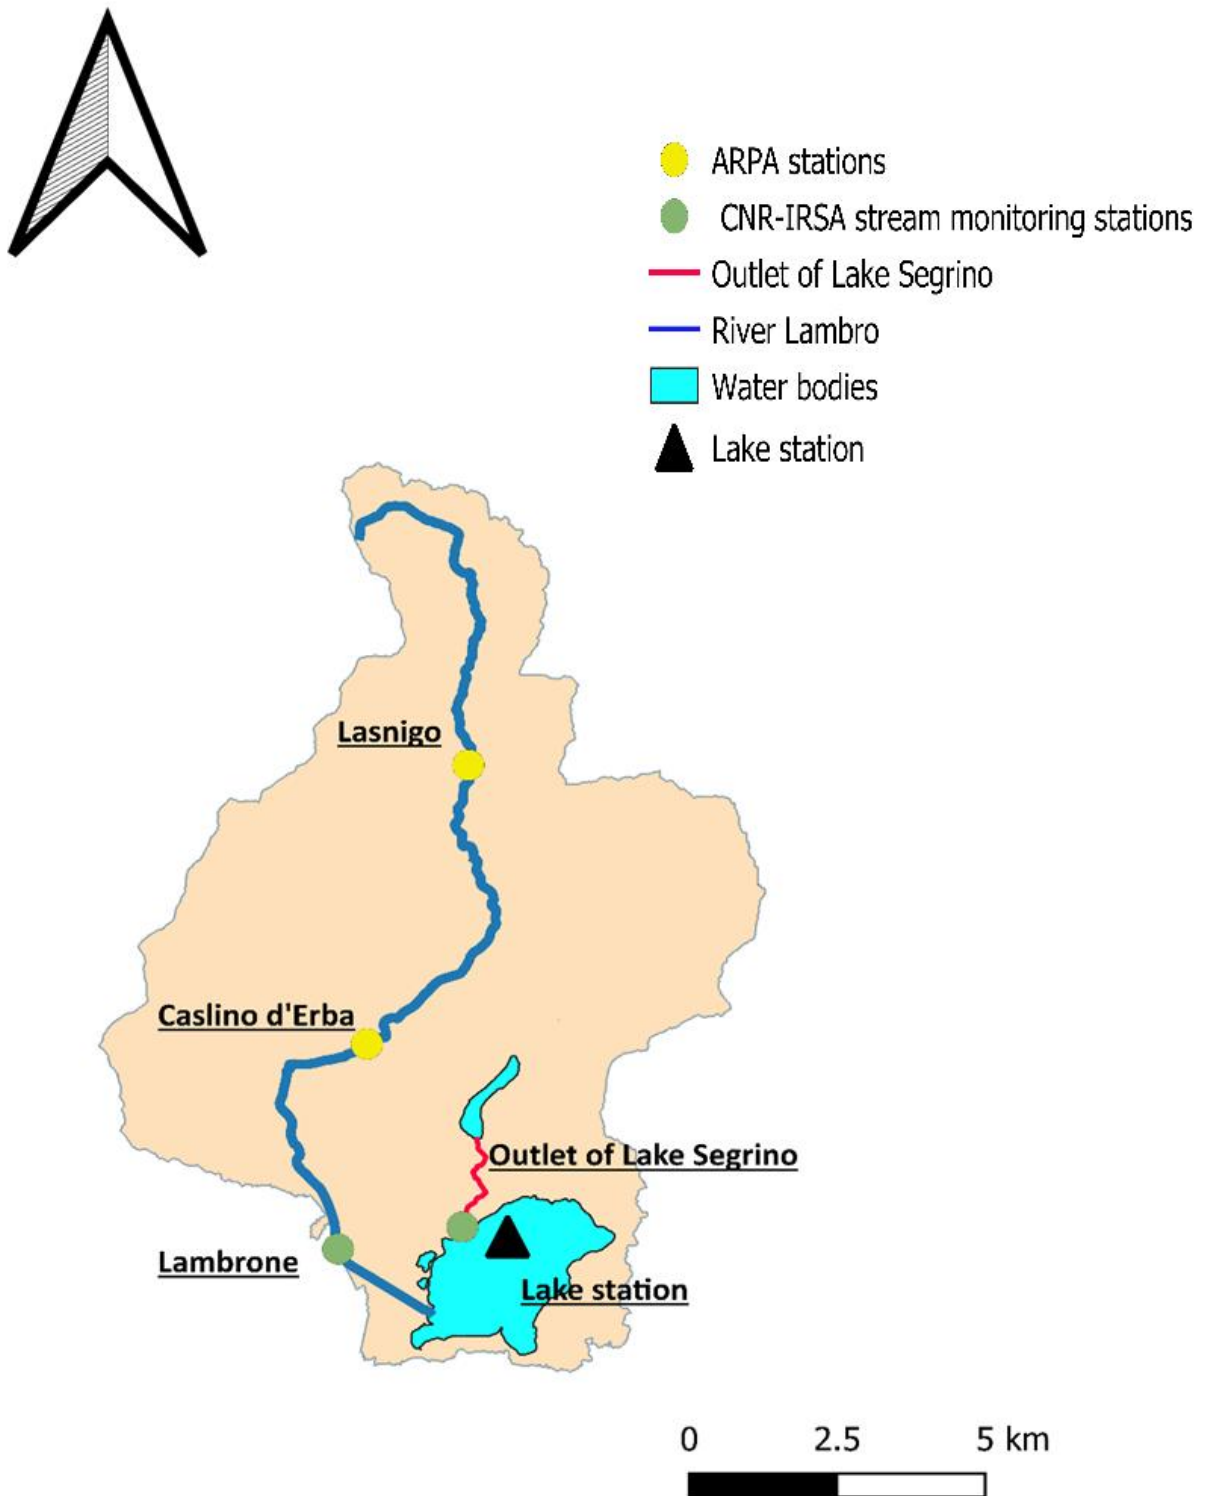 ARPA stations
CNR-IRSA stream monitoring stations
Outlet of Lake Segrino
River Lambro
Water bodies
Lake station
Lasnigo
Caslino d'Erba
Outlet of Lake Segrino
Lambrone
Lake station
0 2.5 5 km